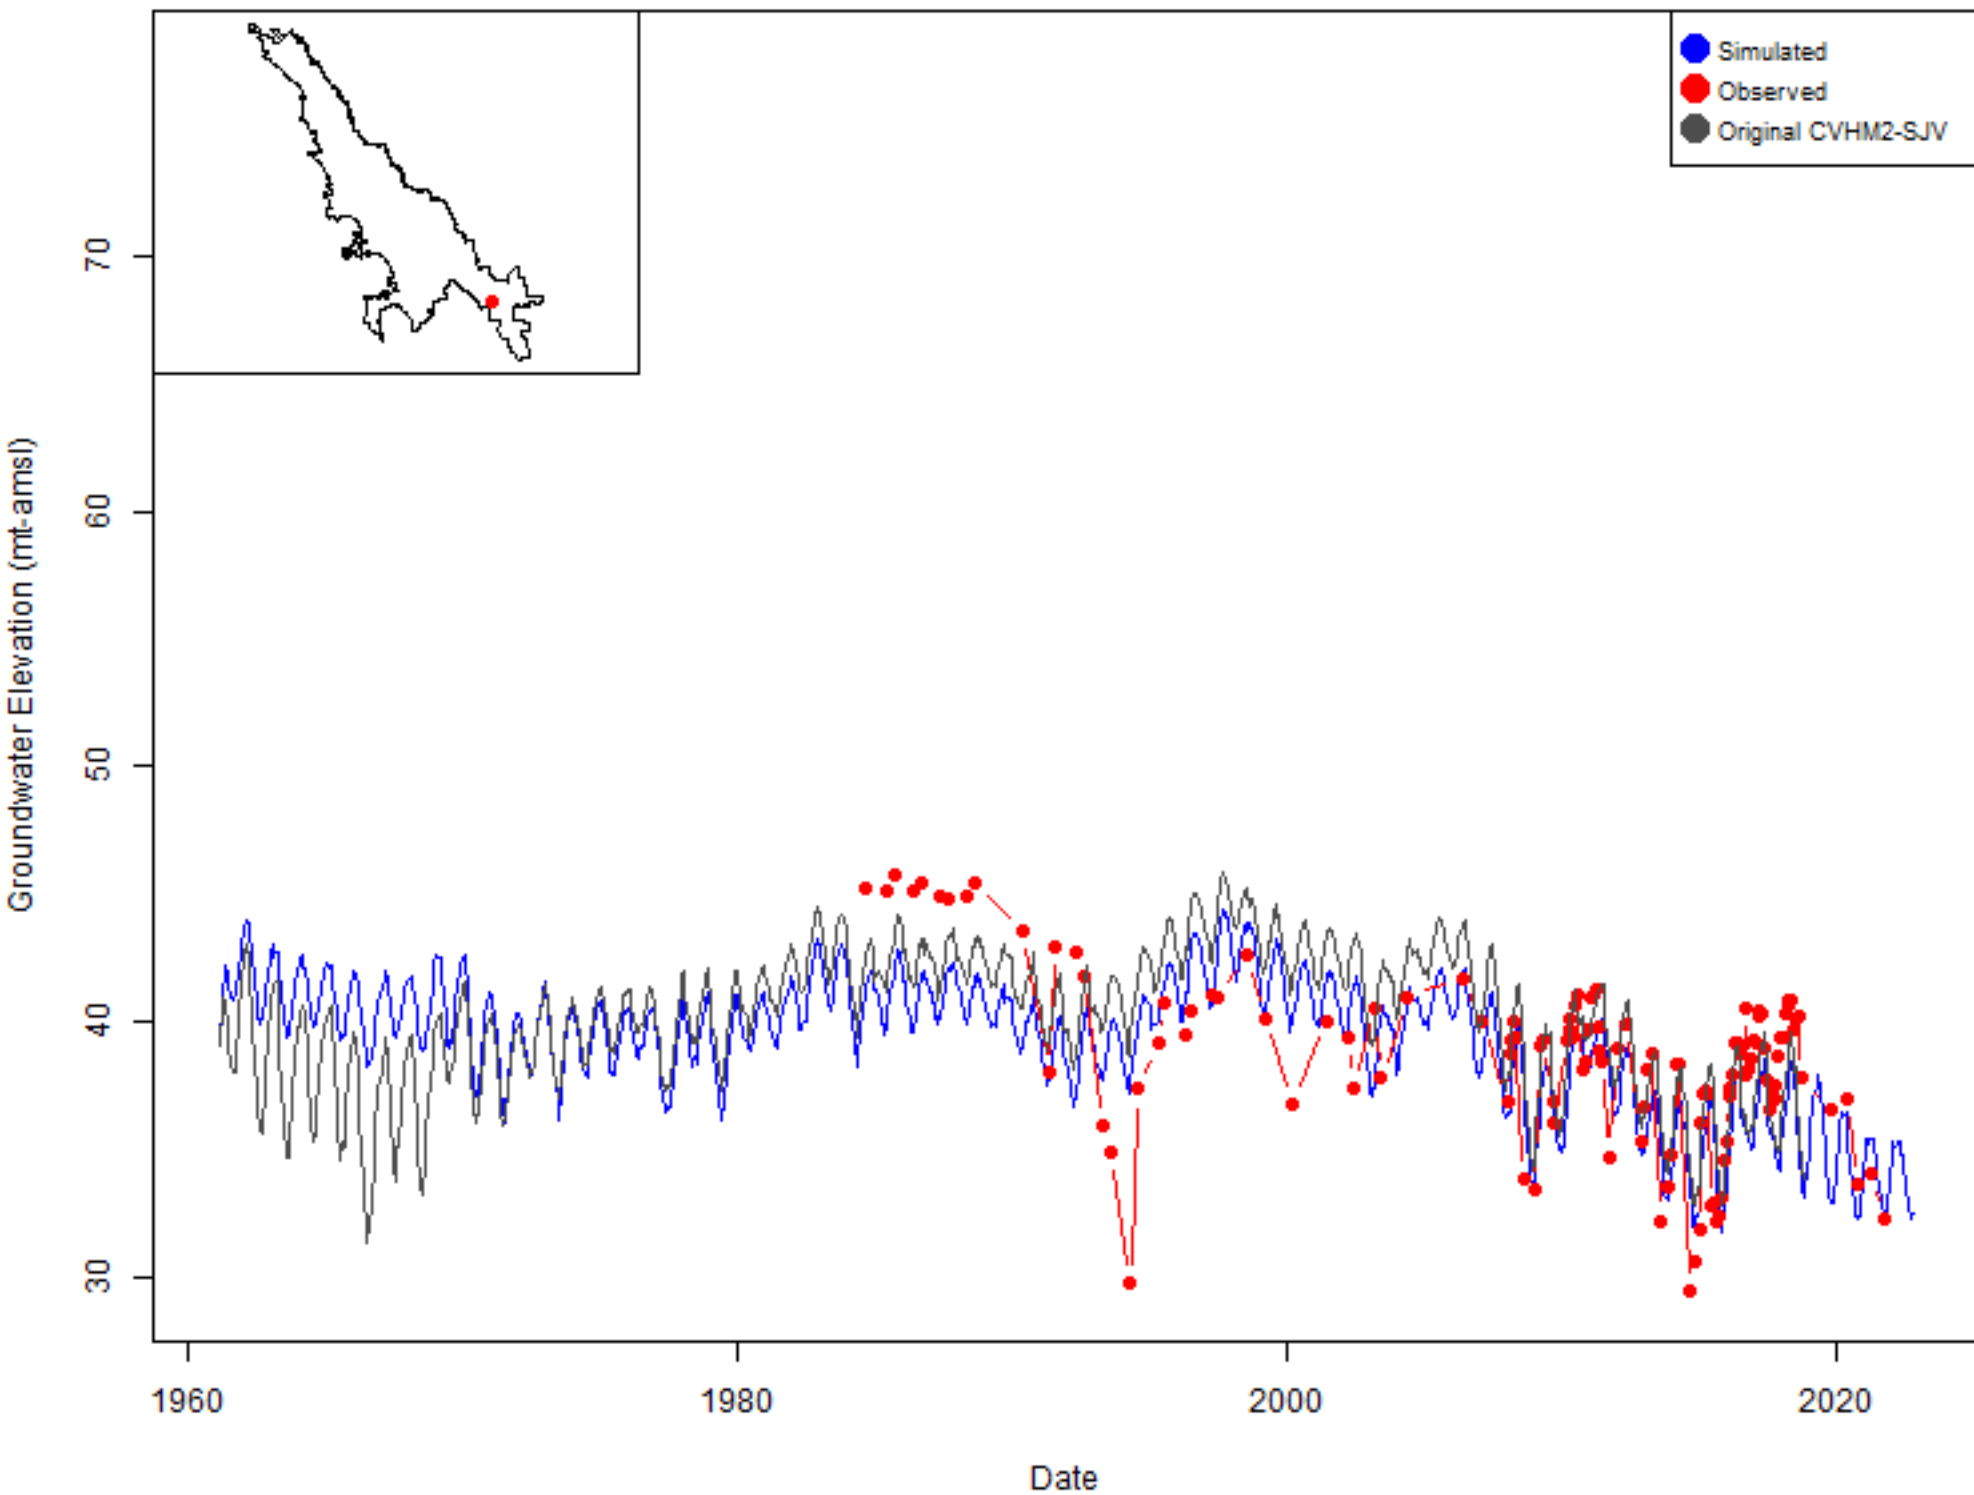 Simulated
Observed
Original CVHM2-SJV
Groundwater Elevation (mt-amsl)
70
60
50
40
30
1960
1980
2000
2020
Date